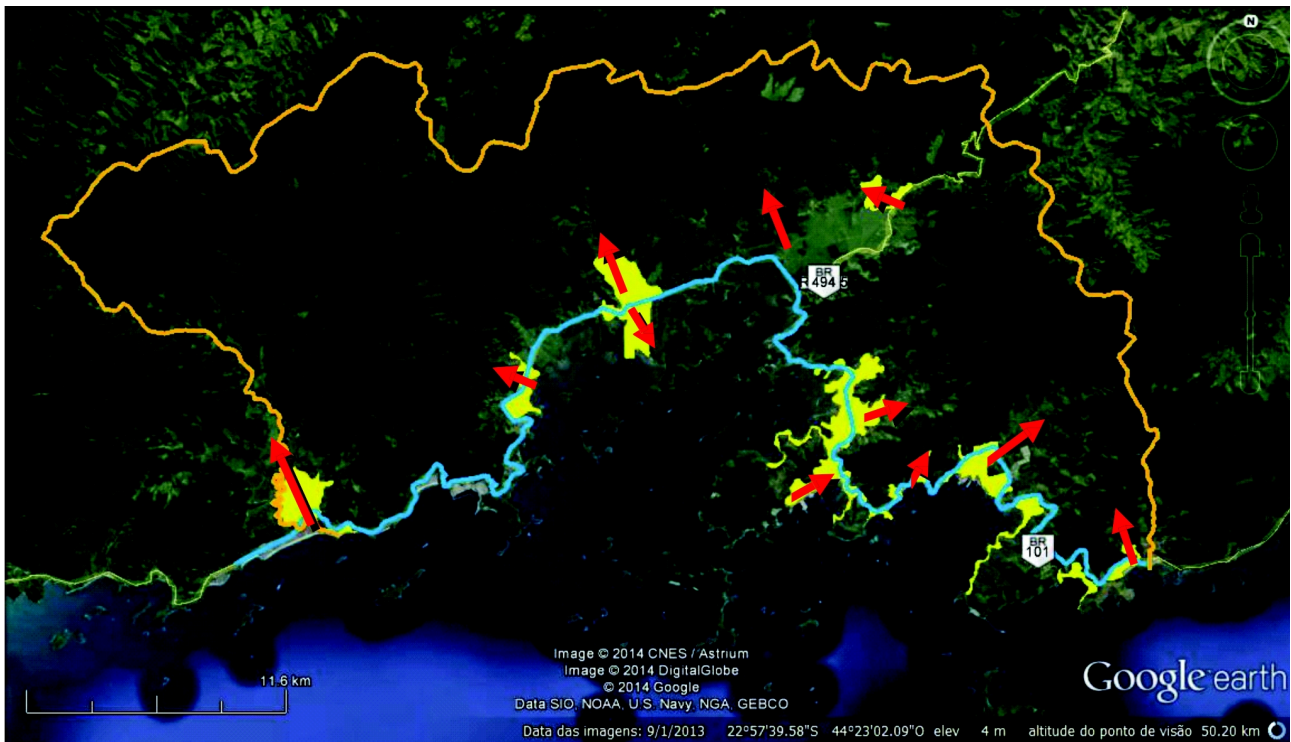 N
BR
494
BR
101
11.6 km
Image © 2014 CNES / Astrium
Image © 2014 DigitalGlobe
© 2014 Google
Data SIO, NOAA, U.S. Navy, NGA, GEBCO
Google earth
Data das imagens: 9/1/2013 22°57'39.58"S 44°23'02.09"O elev 4 m altitude do ponto de visão 50.20 km